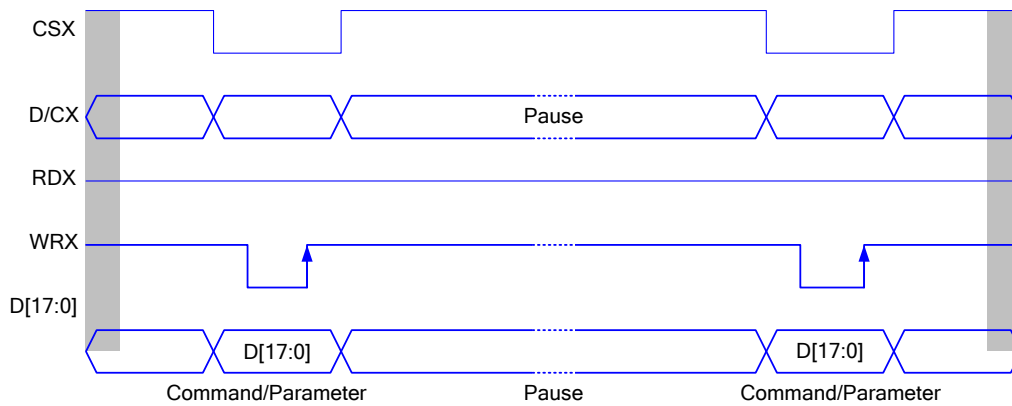 CSX
D/CX
Pause
RDX
WRX
D[17:0]
D[17:0]
D[17:0]
Command/Parameter
Pause
Command/Parameter